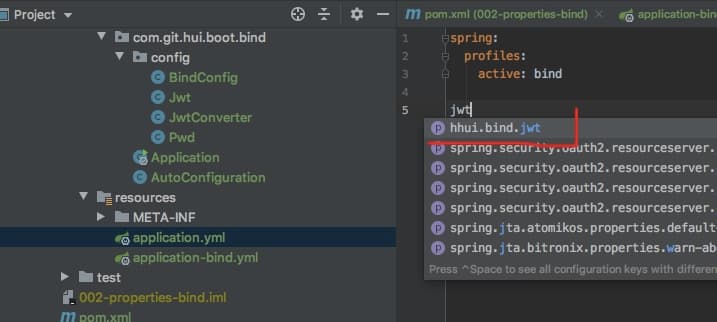 Project
com.git.hui.boot.bind
config
BindConfig
Jwt
JwtConverter
Pwd
Application
AutoConfiguration
resources
META-INF
application.yml
application-bind.yml
test
002-properties-bind.iml
pom.xml
pom.xml (002-properties-bind)
application-bin
1 spring:
2 profiles:
3 active: bind
4
5 jwt
hhui.bind.jwt
spring.security.oauth2.resourceserver.
spring.security.oauth2.resourceserver.
spring.security.oauth2.resourceserver.
spring.security.oauth2.resourceserver.
spring.jta.atomikos.properties.default-
spring.jta.bitronix.properties.warn-ab
Press ^Space to see all configuration keys with differen